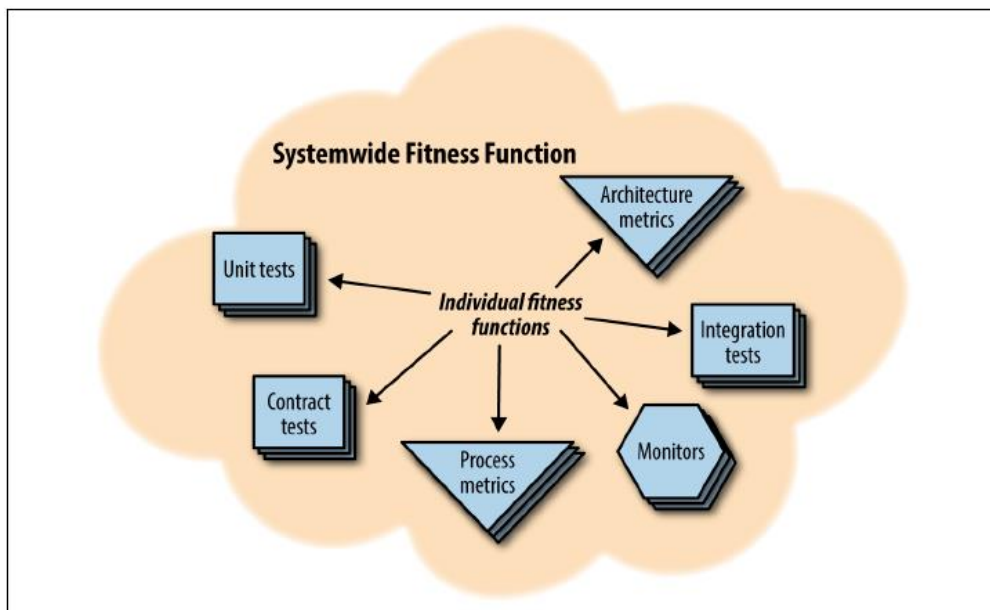 Systemwide Fitness Function
Architecture
metrics
Unit tests
Individual fitness
functions
Integration
tests
Contract
tests
Process
metrics
Monitors